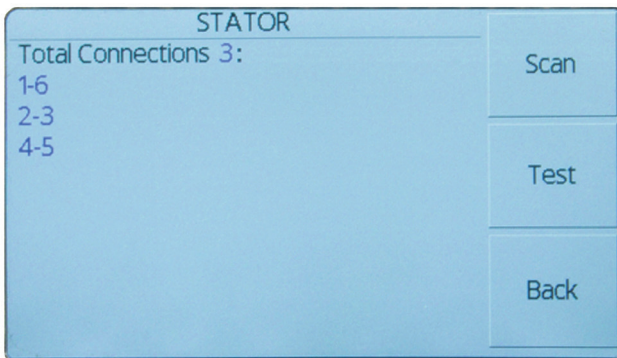 STATOR
Total Connections 3:
1-6
2-3
4-5
Scan
Test
Back